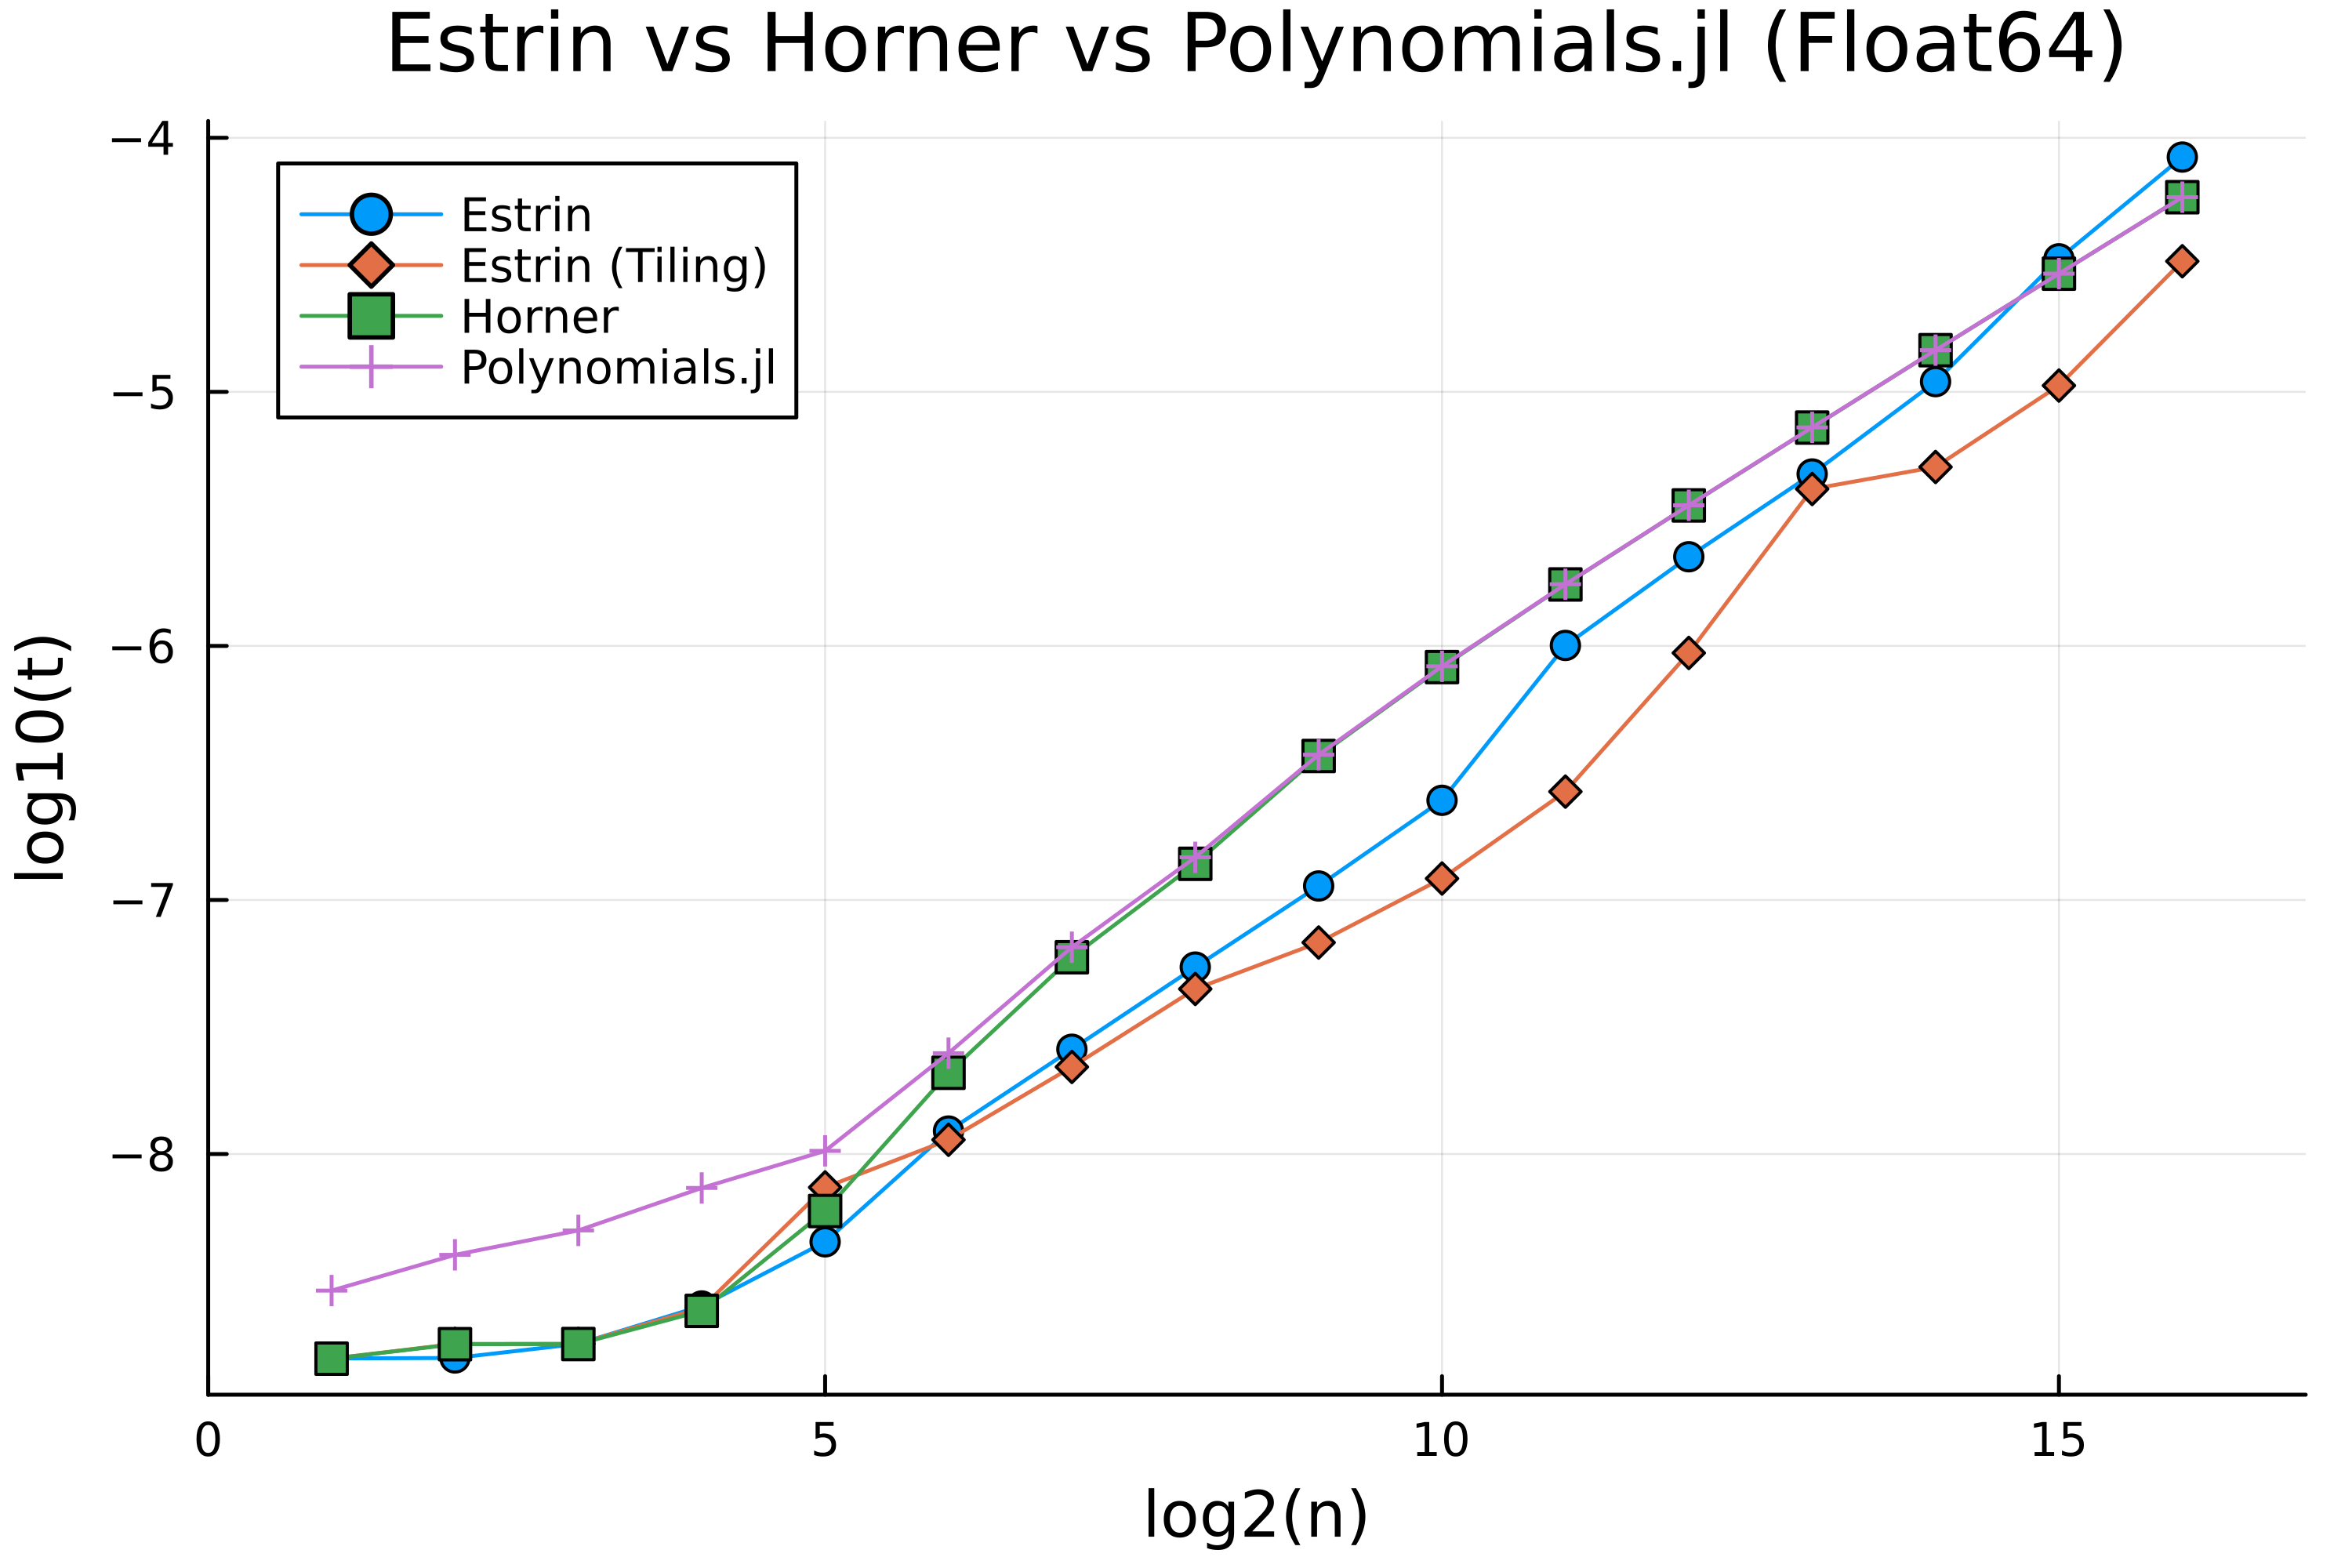 Estrin vs Horner vs Polynomials.jl (Float64)
Estrin
Estrin (Tiling)
Horner
Polynomials.jl
−4
−5
−6
−7
−8
log10(t)
0
5
10
15
log2(n)